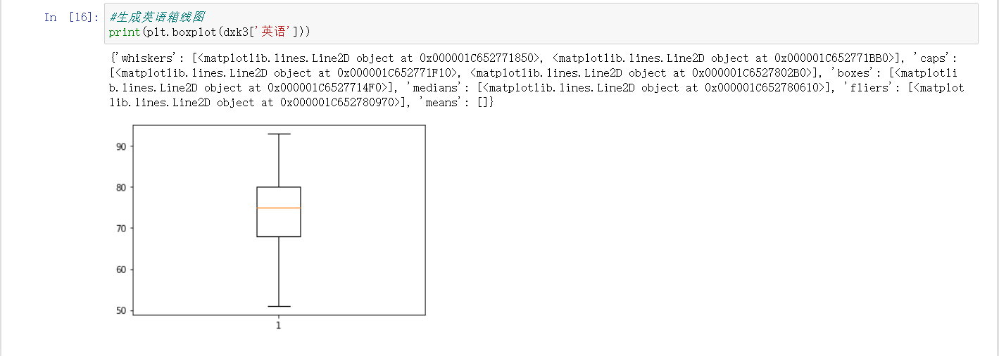 In [16]:
#生成英语箱线图
print(plt.boxplot(dxk3['英语']))
{'whiskers': [<matplotlib.lines.Line2D object at 0x000001C652771850>, <matplotlib.lines.Line2D object at 0x000001C652771BB0>], 'caps':
[<matplotlib.lines.Line2D object at 0x000001C652771F10>, <matplotlib.lines.Line2D object at 0x000001C6527802B0>], 'boxes': [<matplotli
b.lines.Line2D object at 0x000001C6527714F0>], 'medians': [<matplotlib.lines.Line2D object at 0x000001C652780610>], 'fliers': [<matplot
lib.lines.Line2D object at 0x000001C652780970>], 'means': []}
90
80
70
60
50
1